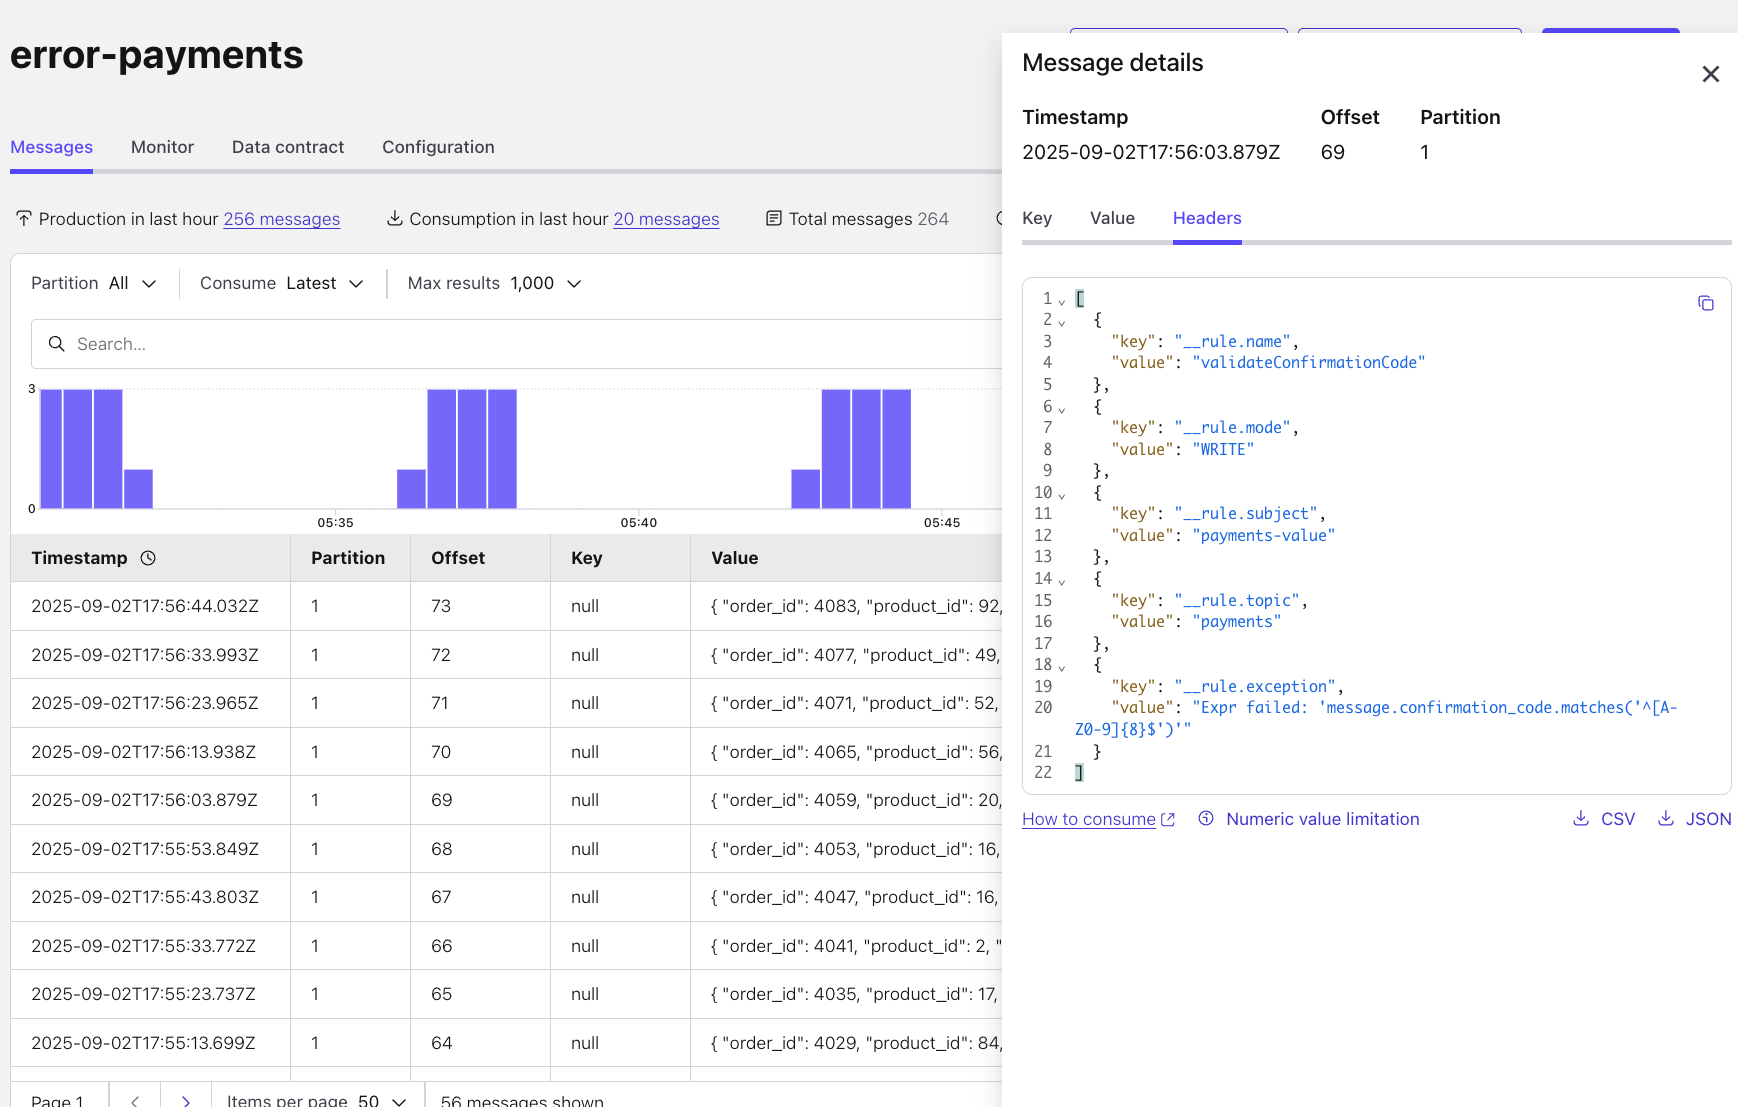 error-payments
Messages Monitor Data contract Configuration
Production in last hour 256 messages Consumption in last hour 20 messages Total messages 264
Partition All Consume Latest Max results 1,000
Search...
3
0
05:35 05:40 05:45
Timestamp Partition Offset Key Value
2025-09-02T17:56:44.032Z 1 73 null { "order_id": 4083, "product_id": 92,
2025-09-02T17:56:33.993Z 1 72 null { "order_id": 4077, "product_id": 49,
2025-09-02T17:56:23.965Z 1 71 null { "order_id": 4071, "product_id": 52,
2025-09-02T17:56:13.938Z 1 70 null { "order_id": 4065, "product_id": 56,
2025-09-02T17:56:03.879Z 1 69 null { "order_id": 4059, "product_id": 20,
2025-09-02T17:55:53.849Z 1 68 null { "order_id": 4053, "product_id": 16,
2025-09-02T17:55:43.803Z 1 67 null { "order_id": 4047, "product_id": 16,
2025-09-02T17:55:33.772Z 1 66 null { "order_id": 4041, "product_id": 2, "
2025-09-02T17:55:23.737Z 1 65 null { "order_id": 4035, "product_id": 17,
2025-09-02T17:55:13.699Z 1 64 null { "order_id": 4029, "product_id": 84,
Page 1 Items per page 50 56 messages shown
Message details
Timestamp Offset Partition
2025-09-02T17:56:03.879Z 69 1
Key Value Headers
1 [
2 {
3 "key": "__rule.name",
4 "value": "validateConfirmationCode"
5 },
6 {
7 "key": "__rule.mode",
8 "value": "WRITE"
9 },
10 {
11 "key": "__rule.subject",
12 "value": "payments-value"
13 },
14 {
15 "key": "__rule.topic",
16 "value": "payments"
17 },
18 {
19 "key": "__rule.exception",
20 "value": "Expr failed: 'message.confirmation_code.matches('^[A-
Z0-9]{8}$')'"
21 }
22 ]
How to consume Numeric value limitation CSV JSON